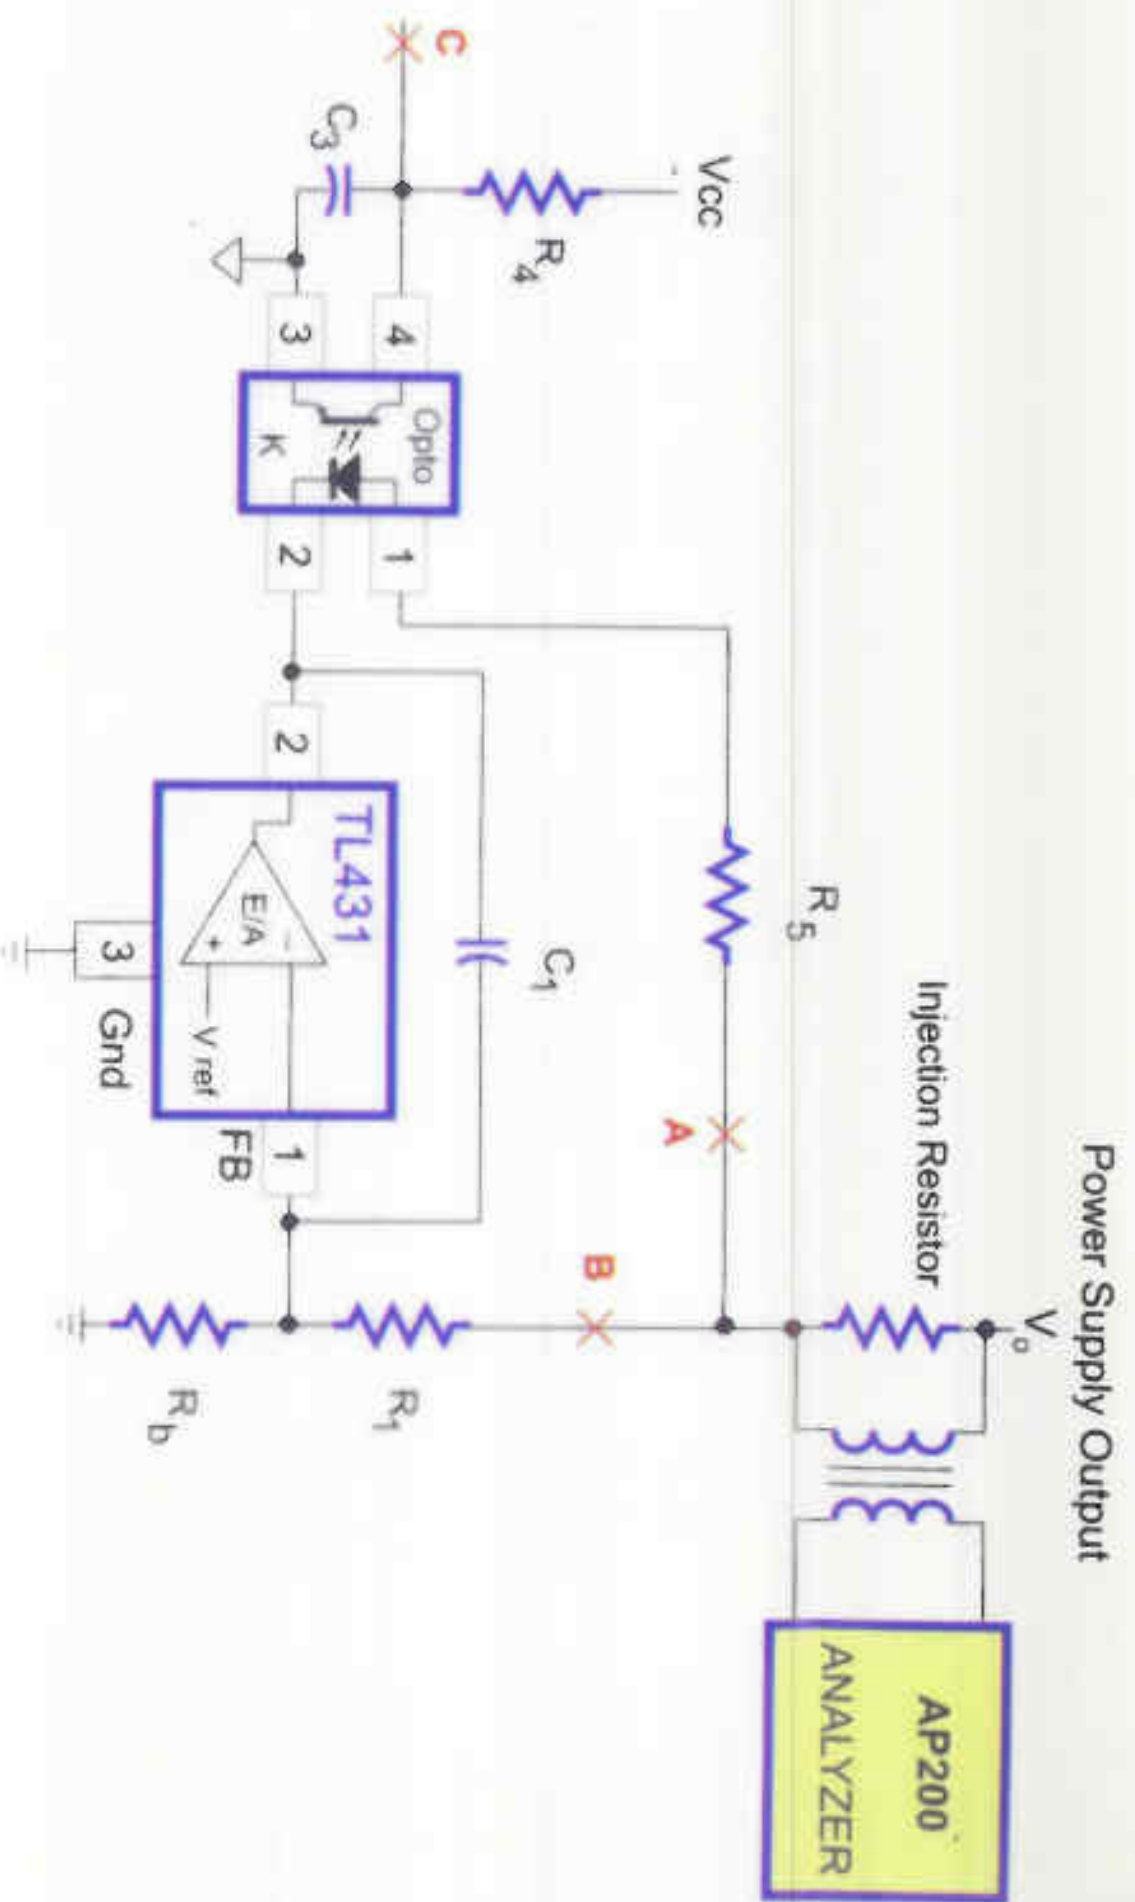 Power Supply Output
Vo
Injection Resistor
AP200
ANALYZER
Vcc
R4
R5
A
B
C
C3
4
3
Opto
K
1
2
C1
2
TL431
E/A
-
+
V ref
1
FB
3
Gnd
R1
Rb